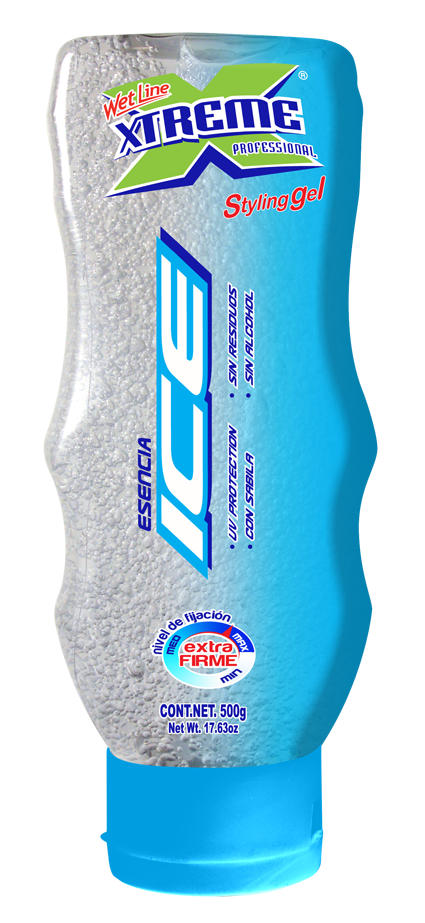 Wet Line
XTREME
®
PROFESSIONAL
Styling gel
ESENCIA
ICE
• UV PROTECTION • SIN RESIDUOS
• CON SABILA • SIN ALCOHOL
nivel de fijación
MED MAX
extra
FIRME
min
CONT.NET. 500g
Net Wt. 17.63oz